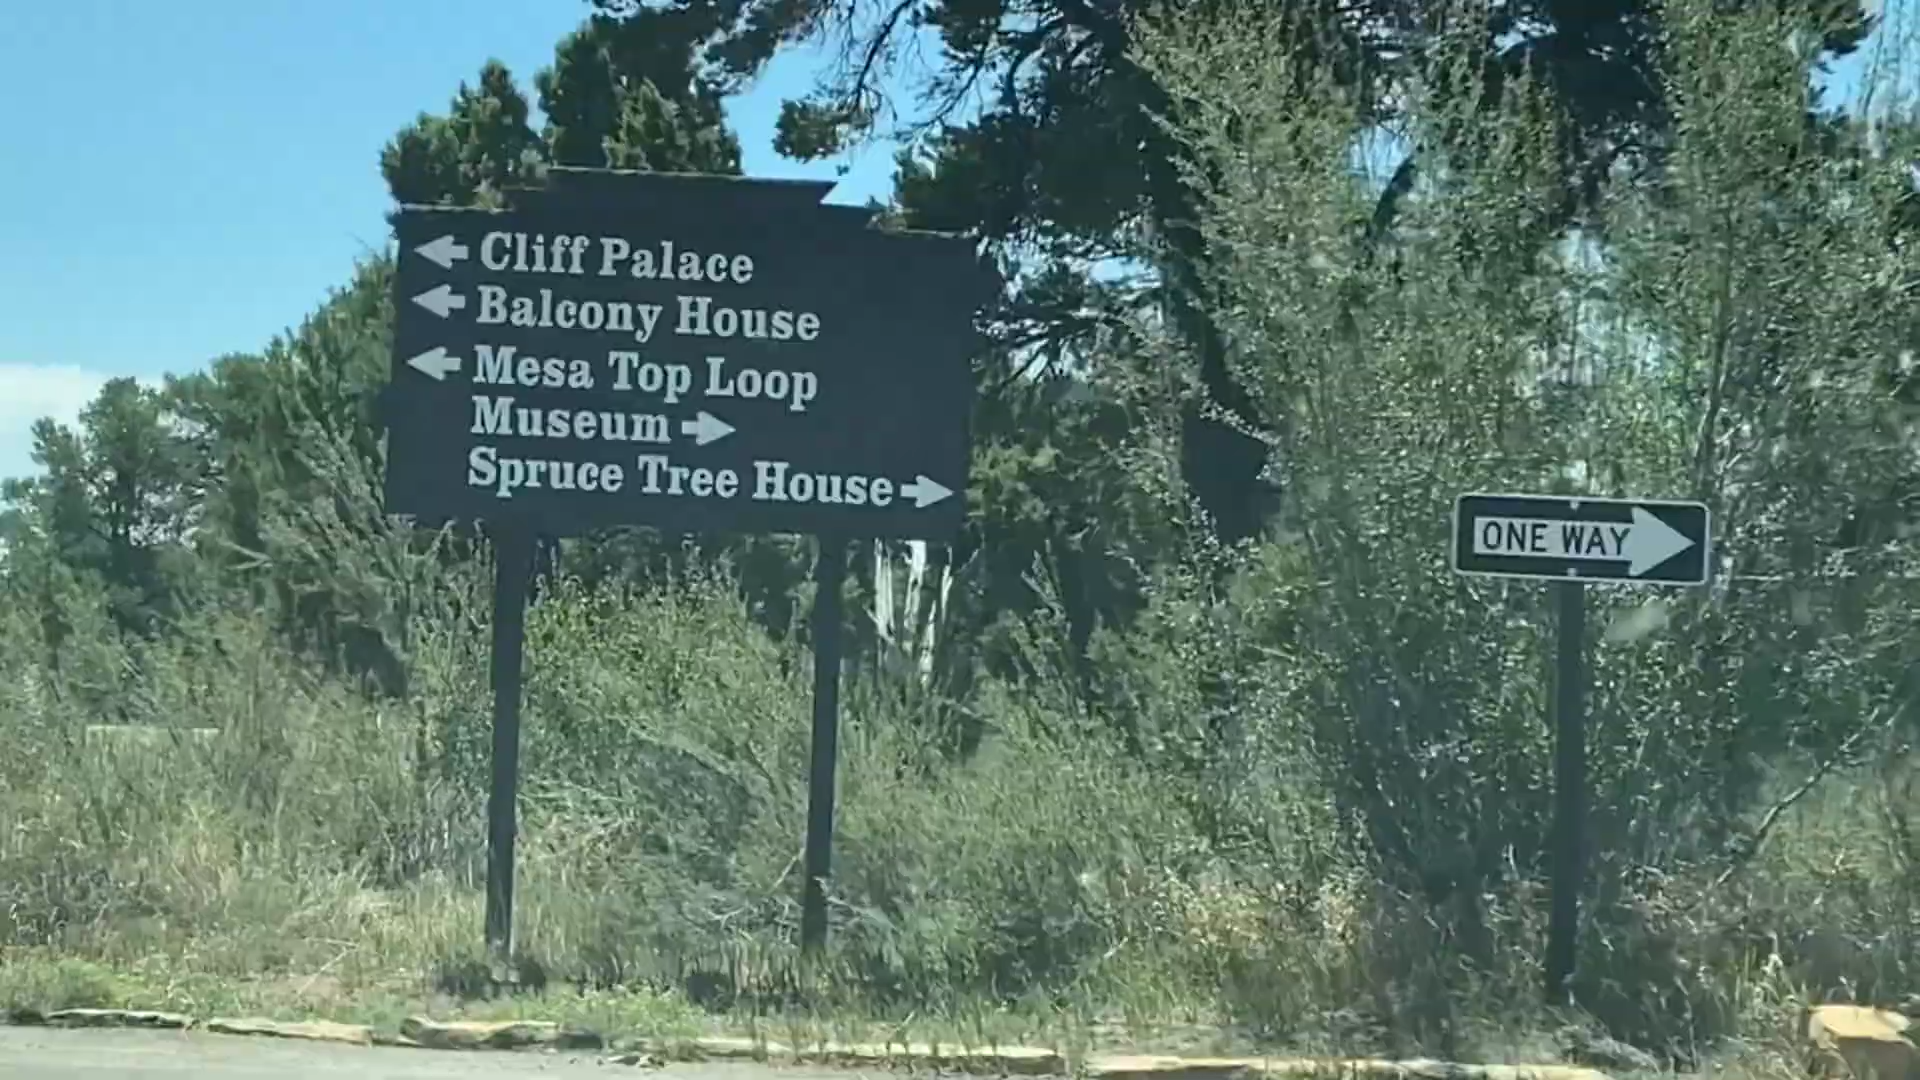 Cliff Palace
Balcony House
Mesa Top Loop
Museum
Spruce Tree House
ONE WAY